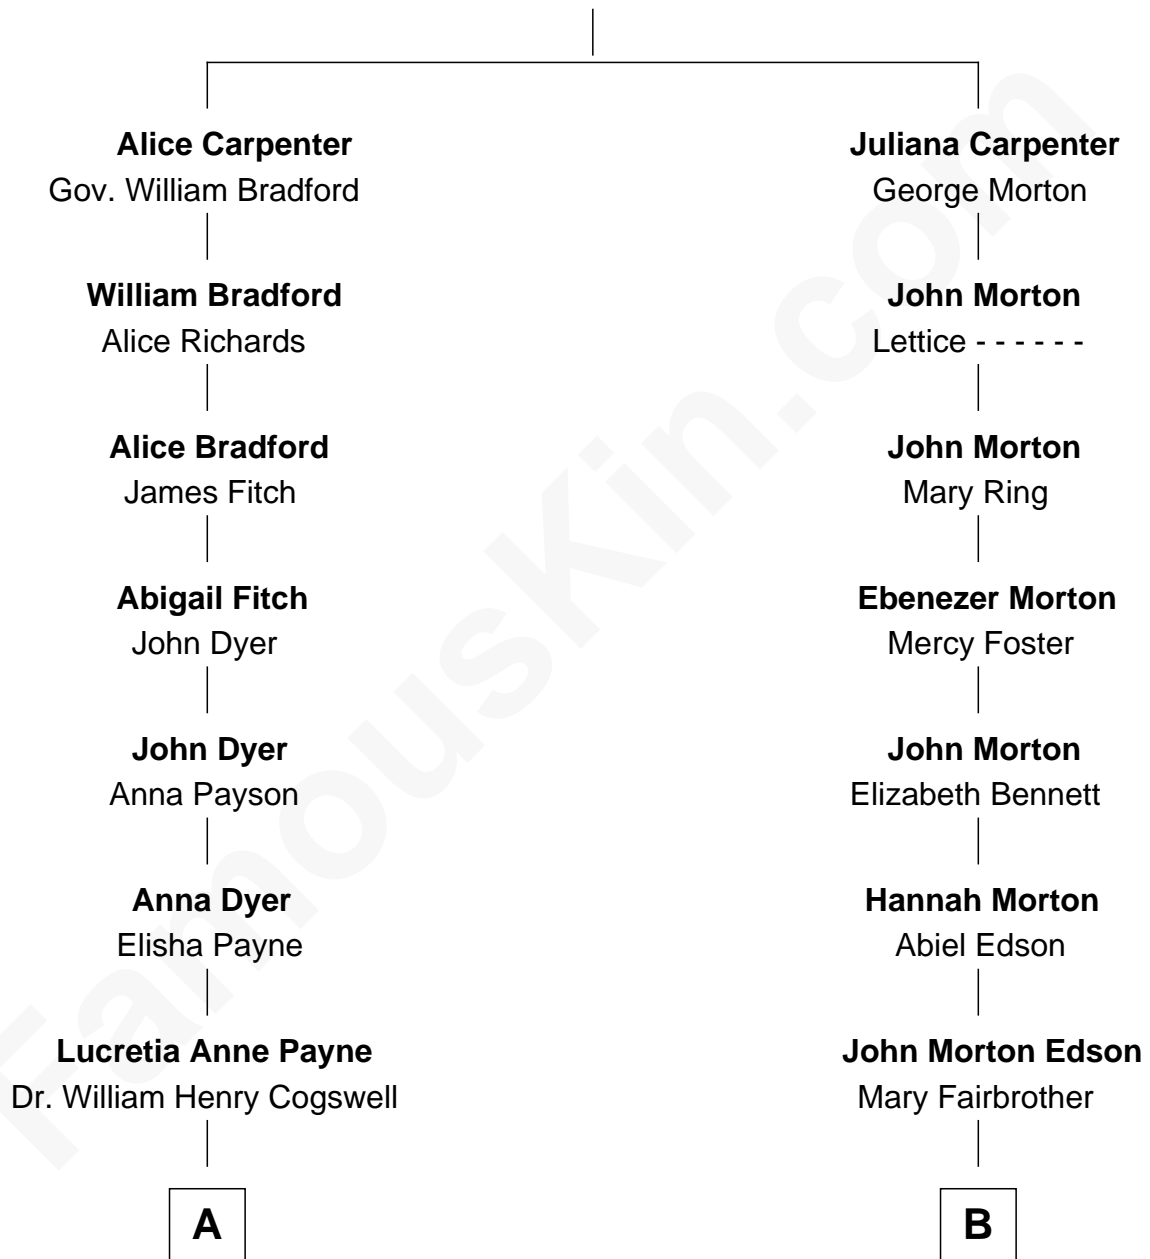 Alice Carpenter
Gov. William Bradford
William Bradford
Alice Richards
Alice Bradford
James Fitch
Abigail Fitch
John Dyer
John Dyer
Anna Payson
Anna Dyer
Elisha Payne
Lucretia Anne Payne
Dr. William Henry Cogswell
A
Juliana Carpenter
George Morton
John Morton
Lettice - - - - - -
John Morton
Mary Ring
Ebenezer Morton
Mercy Foster
John Morton
Elizabeth Bennett
Hannah Morton
Abiel Edson
John Morton Edson
Mary Fairbrother
B
FamousKin.com